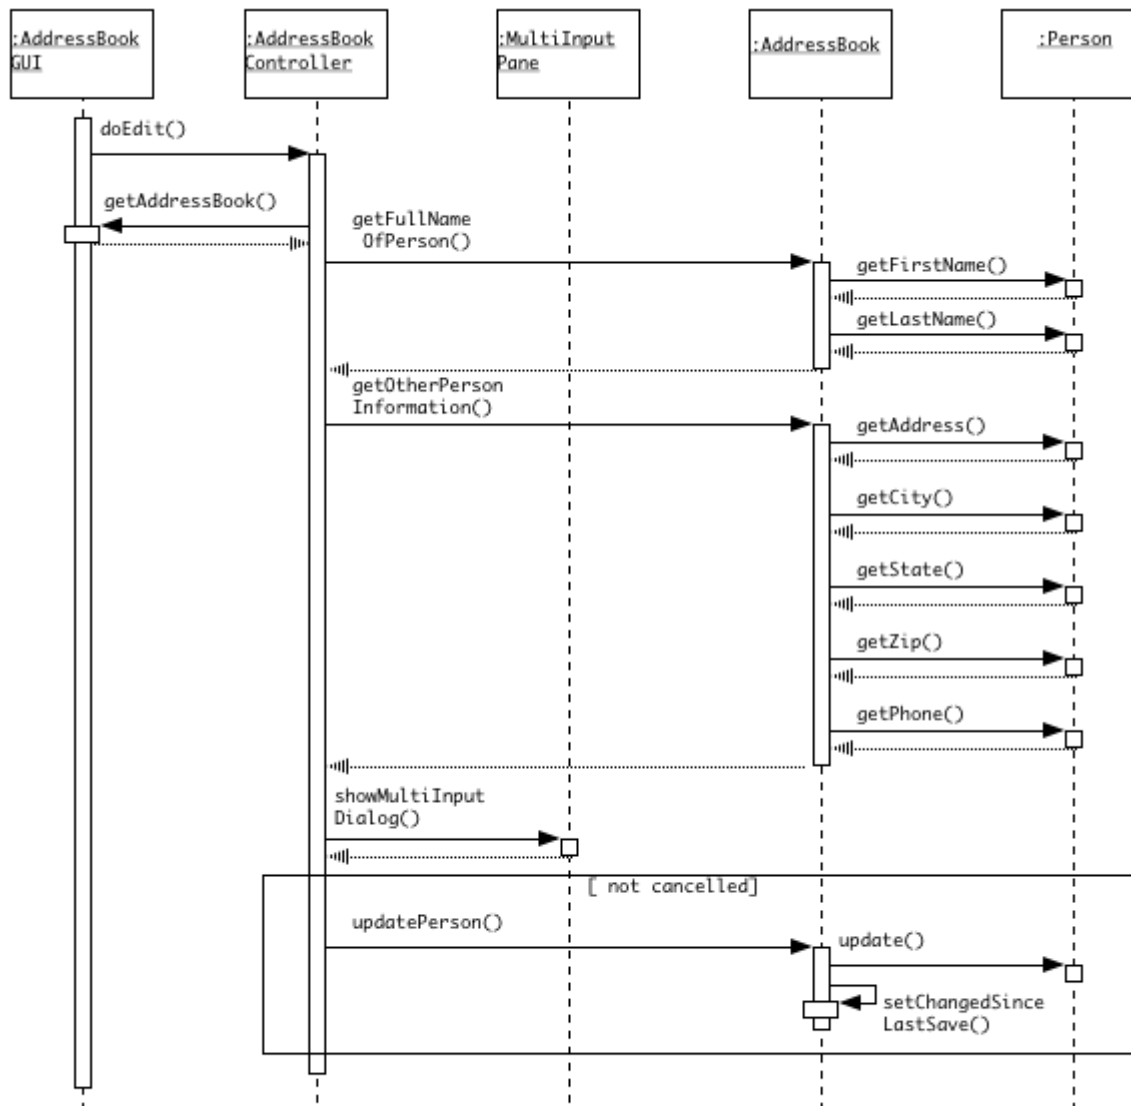 :AddressBook
GUI
:AddressBook
Controller
:MultiInput
Pane
:AddressBook
:Person
doEdit()
getAddressBook()
getFullName
OfPerson()
getFirstName()
getLastName()
getOtherPerson
Information()
getAddress()
getCity()
getState()
getZip()
getPhone()
showMultiInput
Dialog()
[ not cancelled]
updatePerson()
update()
setChangedSince
LastSave()